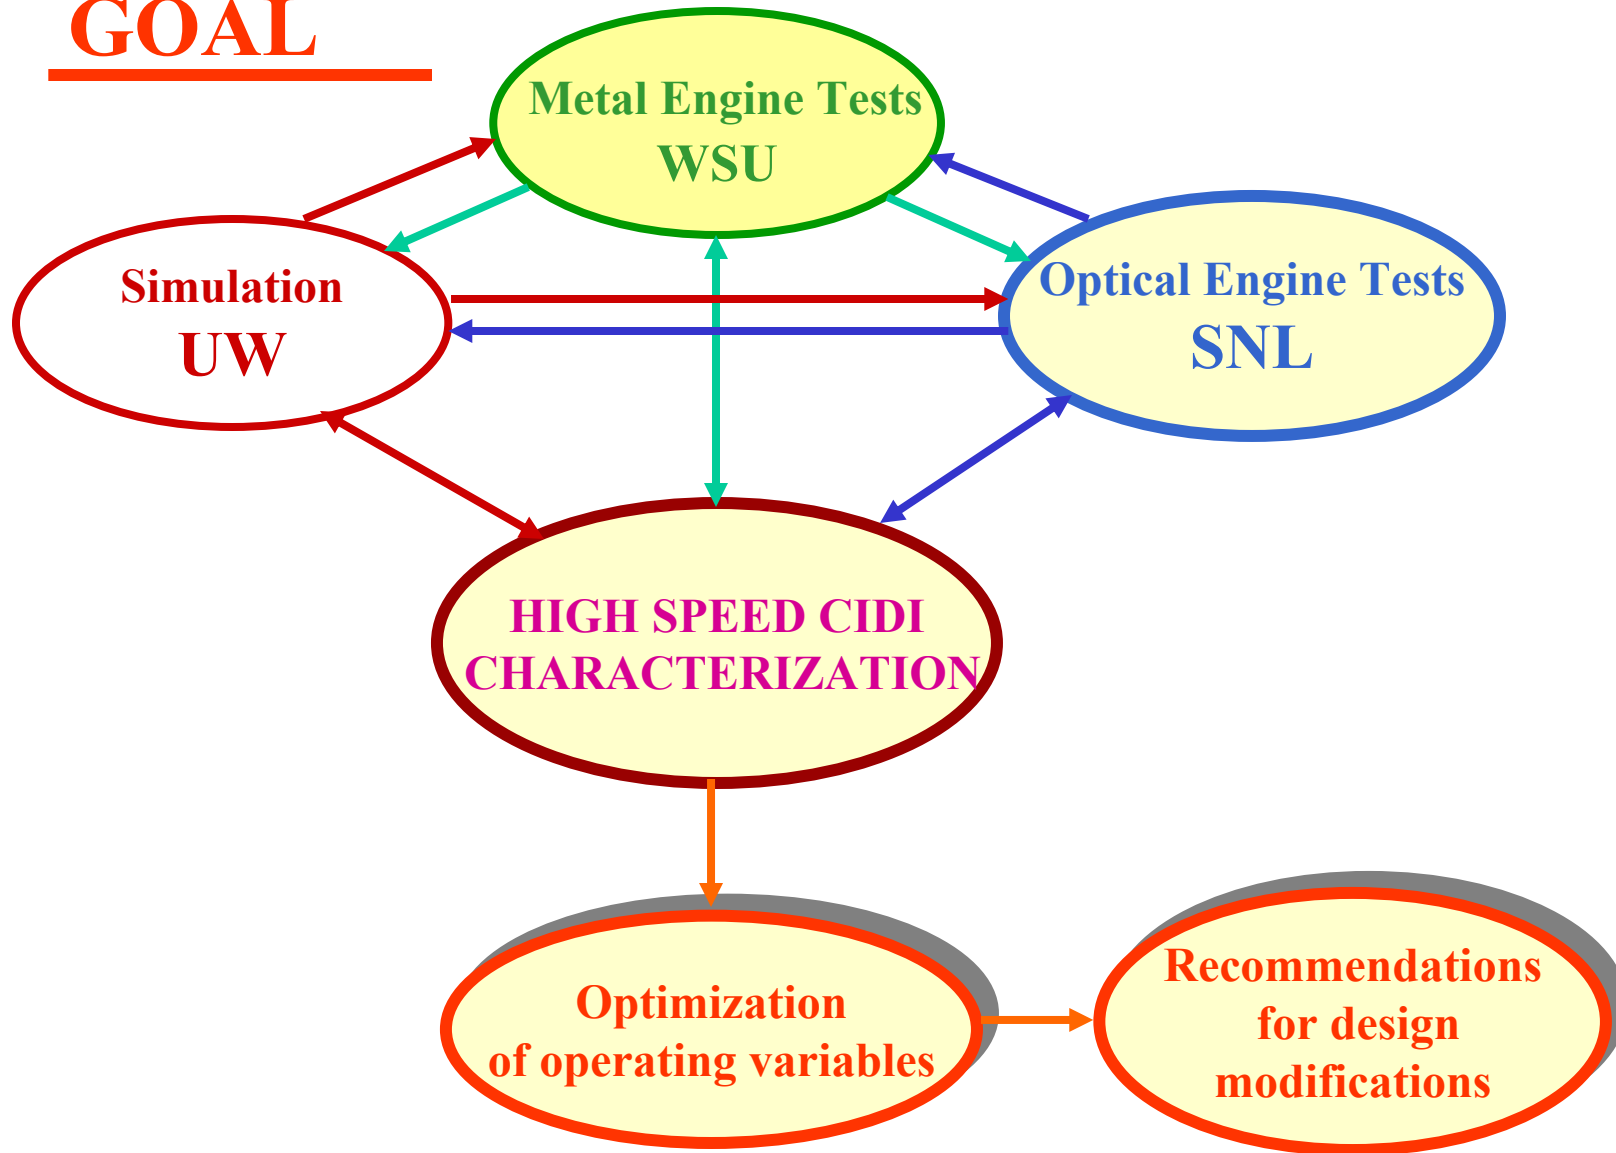 GOAL
Metal Engine Tests
WSU
Simulation
UW
Optical Engine Tests
SNL
HIGH SPEED CIDI
CHARACTERIZATION
Optimization
of operating variables
Recommendations
for design
modifications